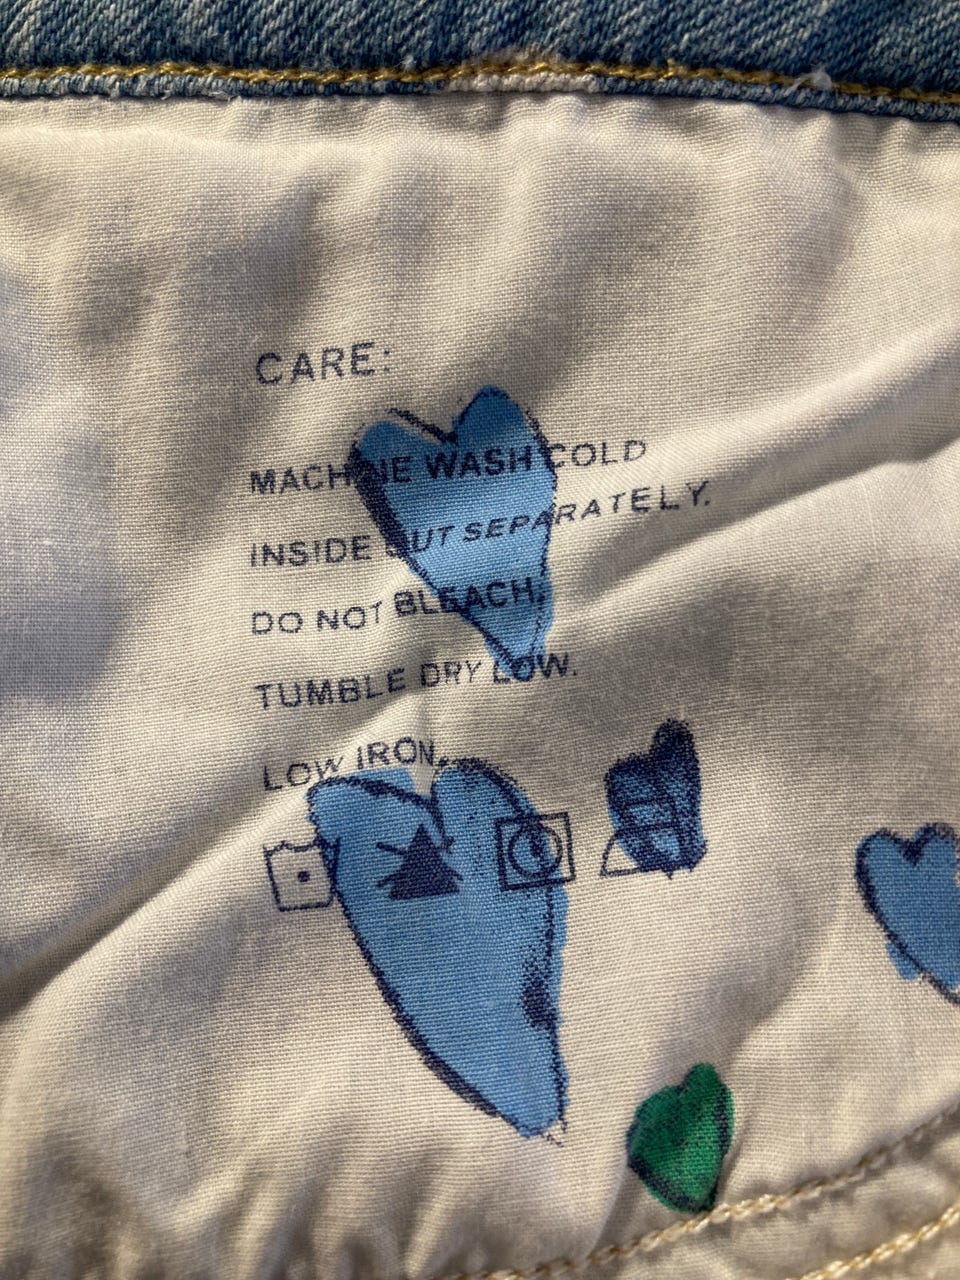 CARE:
MACHINE WASH COLD
INSIDE OUT SEPARATELY.
DO NOT BLEACH,
TUMBLE DRY LOW.
LOW IRON,